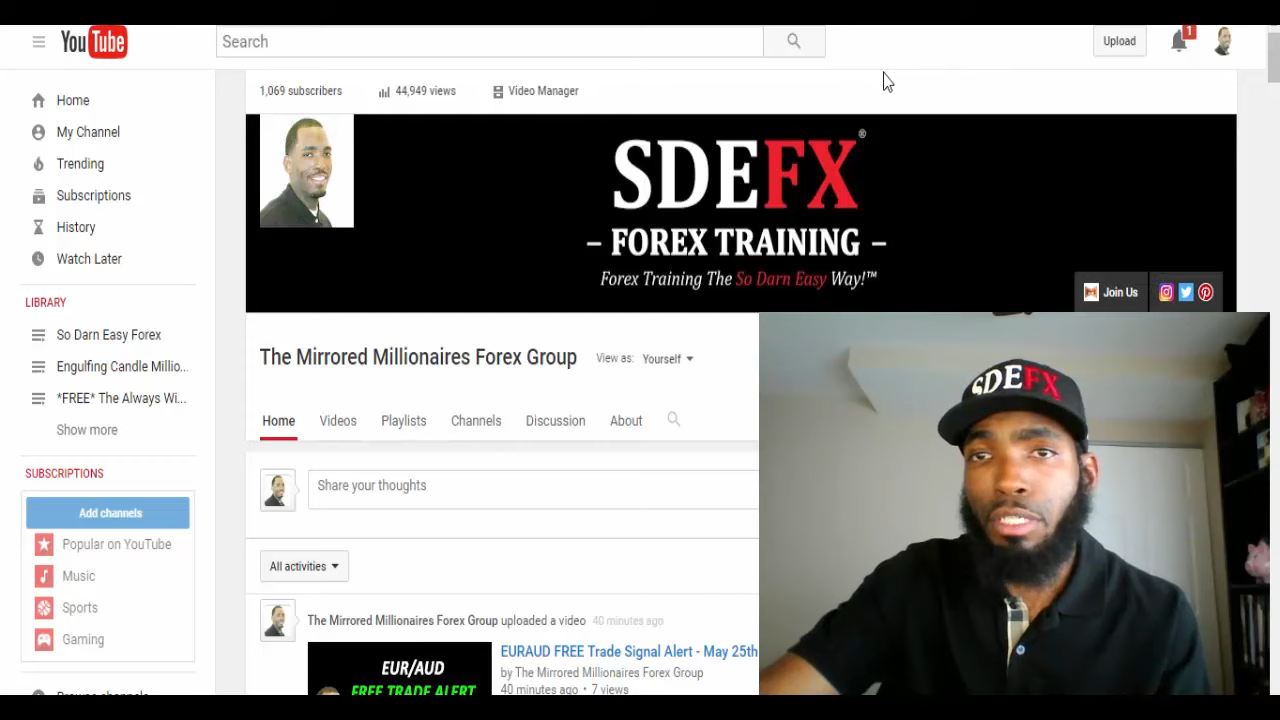 YouTube
Search
Upload
1
Home
My Channel
Trending
Subscriptions
History
Watch Later
LIBRARY
So Darn Easy Forex
Engulfing Candle Millio...
*FREE* The Always Wi...
Show more
SUBSCRIPTIONS
Add channels
Popular on YouTube
Music
Sports
Gaming
Browse channels
1,069 subscribers
44,949 views
Video Manager
SDEFX®
– FOREX TRAINING –
Forex Training The So Darn Easy Way!™
Join Us
The Mirrored Millionaires Forex Group
View as: Yourself
Home Videos Playlists Channels Discussion About
Share your thoughts
All activities
The Mirrored Millionaires Forex Group uploaded a video 40 minutes ago
EUR/AUD
FREE TRADE ALERT
EURAUD FREE Trade Signal Alert - May 25th
by The Mirrored Millionaires Forex Group
40 minutes ago • 7 views
SDEFX